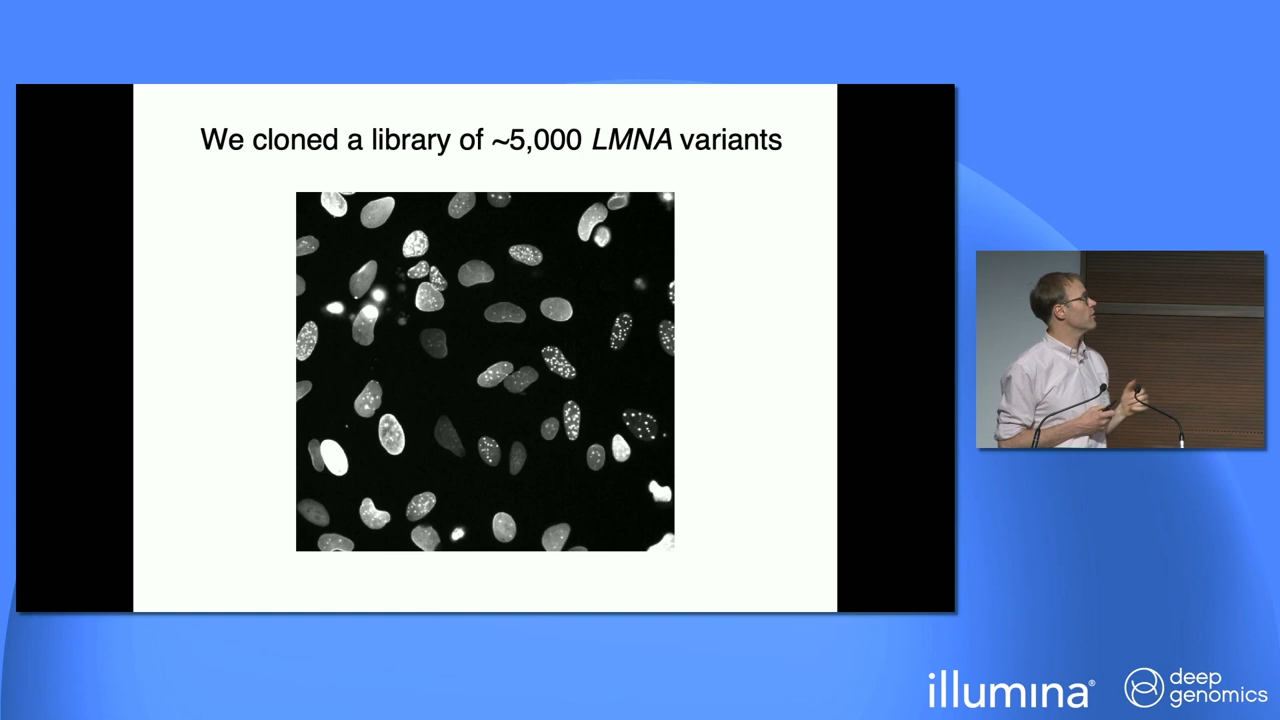 We cloned a library of ~5,000 LMNA variants
illumina®
deep
genomics